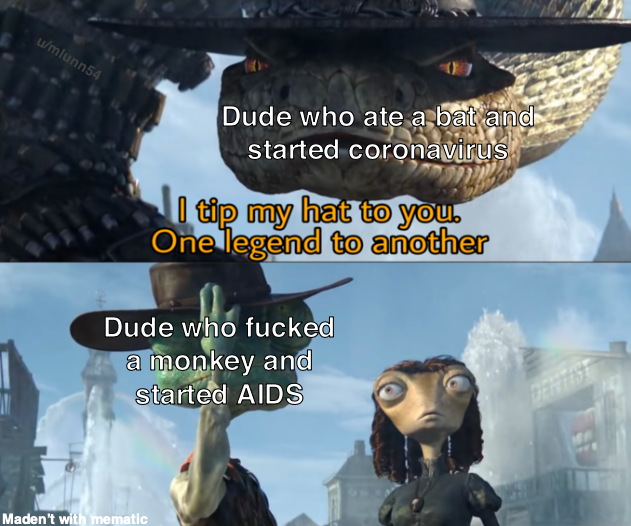 u/mlunn54
Dude who ate a bat and
started coronavirus
I tip my hat to you.
One legend to another
Dude who fucked
a monkey and
started AIDS
Maden't with mematic